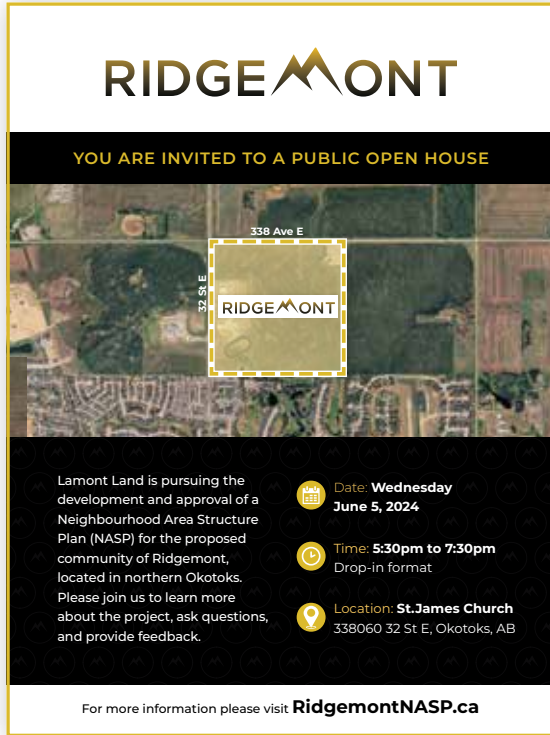 RIDGEMONT
YOU ARE INVITED TO A PUBLIC OPEN HOUSE
338 Ave E
32 St E
RIDGEMONT
Lamont Land is pursuing the
development and approval of a
Neighbourhood Area Structure
Plan (NASP) for the proposed
community of Ridgemont,
located in northern Okotoks.
Please join us to learn more
about the project, ask questions,
and provide feedback.
Date: Wednesday
June 5, 2024
Time: 5:30pm to 7:30pm
Drop-in format
Location: St.James Church
338060 32 St E, Okotoks, AB
For more information please visit RidgemontNASP.ca